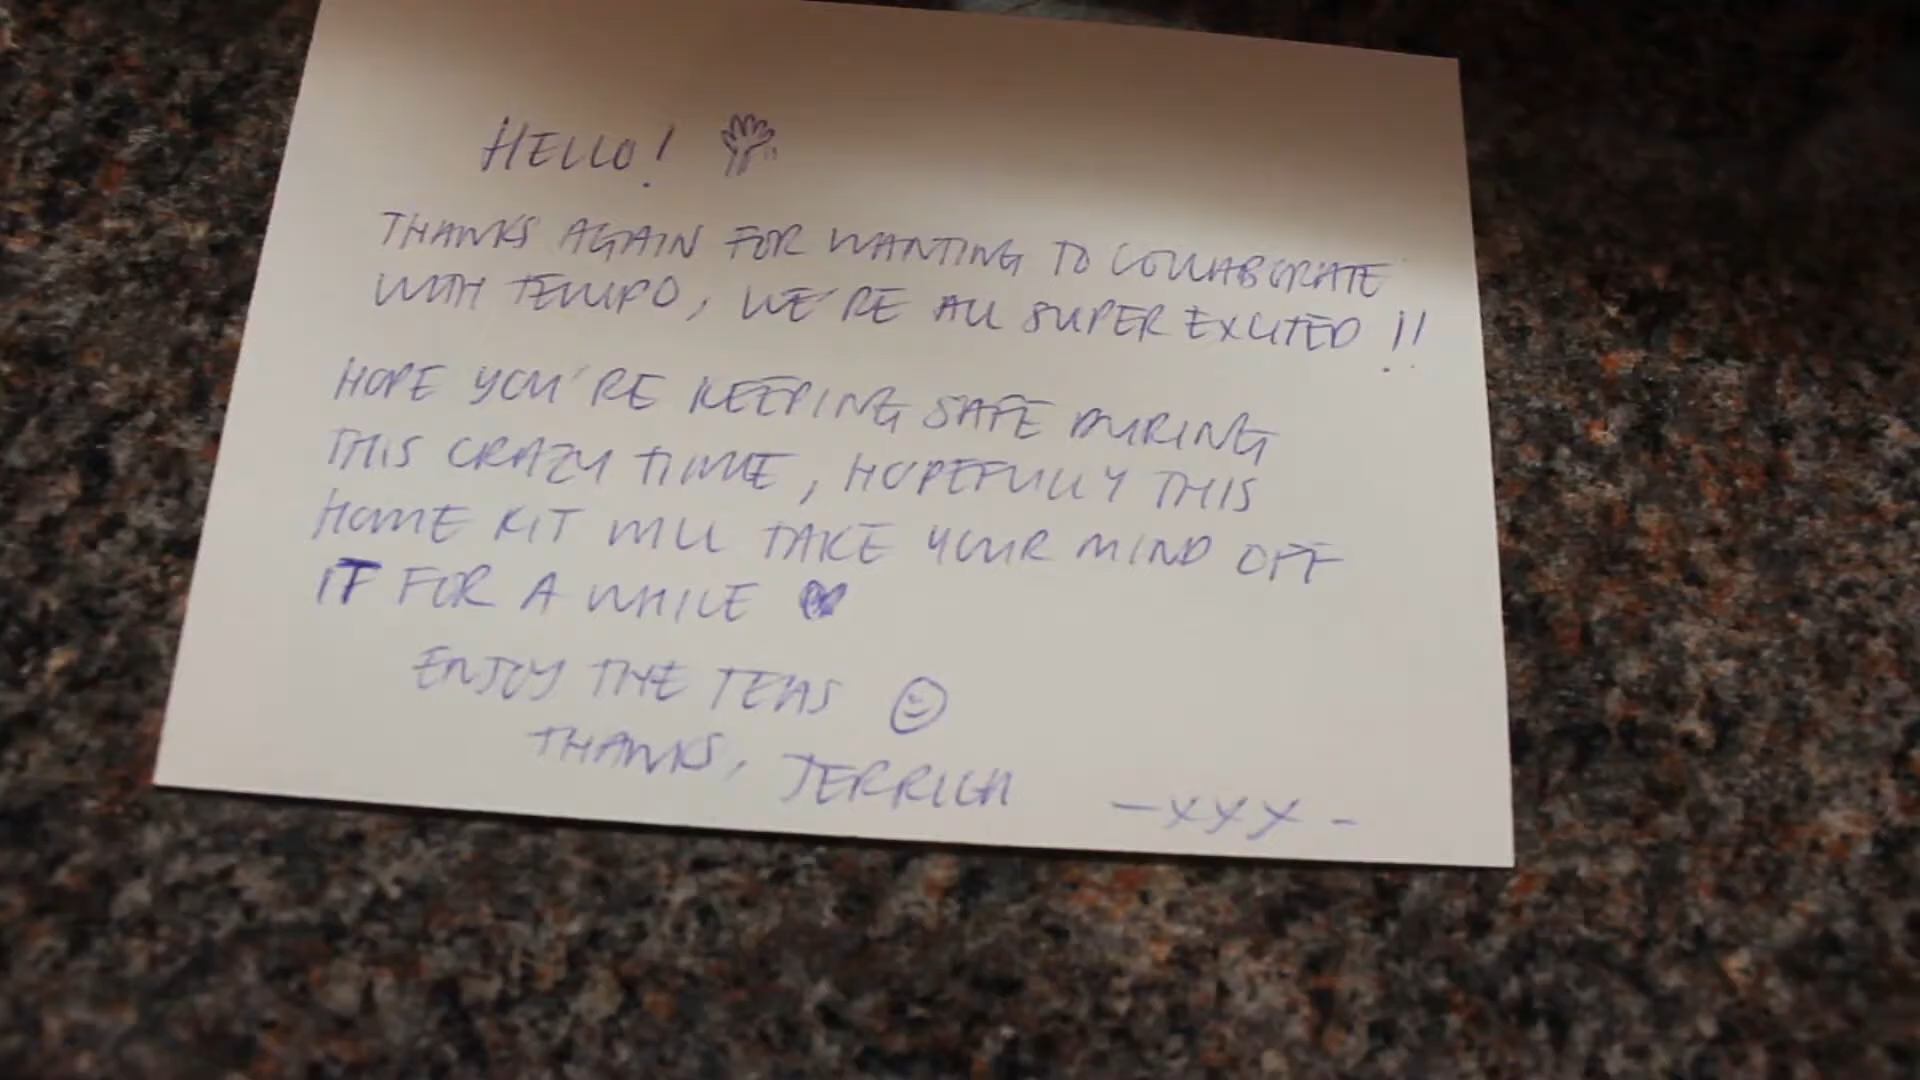 HELLO!
THANKS AGAIN FOR WANTING TO COLLABORATE
WITH TEMPO, WE'RE ALL SUPER EXCITED !!
HOPE YOU'RE KEEPING SAFE DURING
THIS CRAZY TIME, HOPEFULLY THIS
HOME KIT WILL TAKE YOUR MIND OFF
IT FOR A WHILE
ENJOY THE TEAS
THANKS, JERRICA
-XXX-